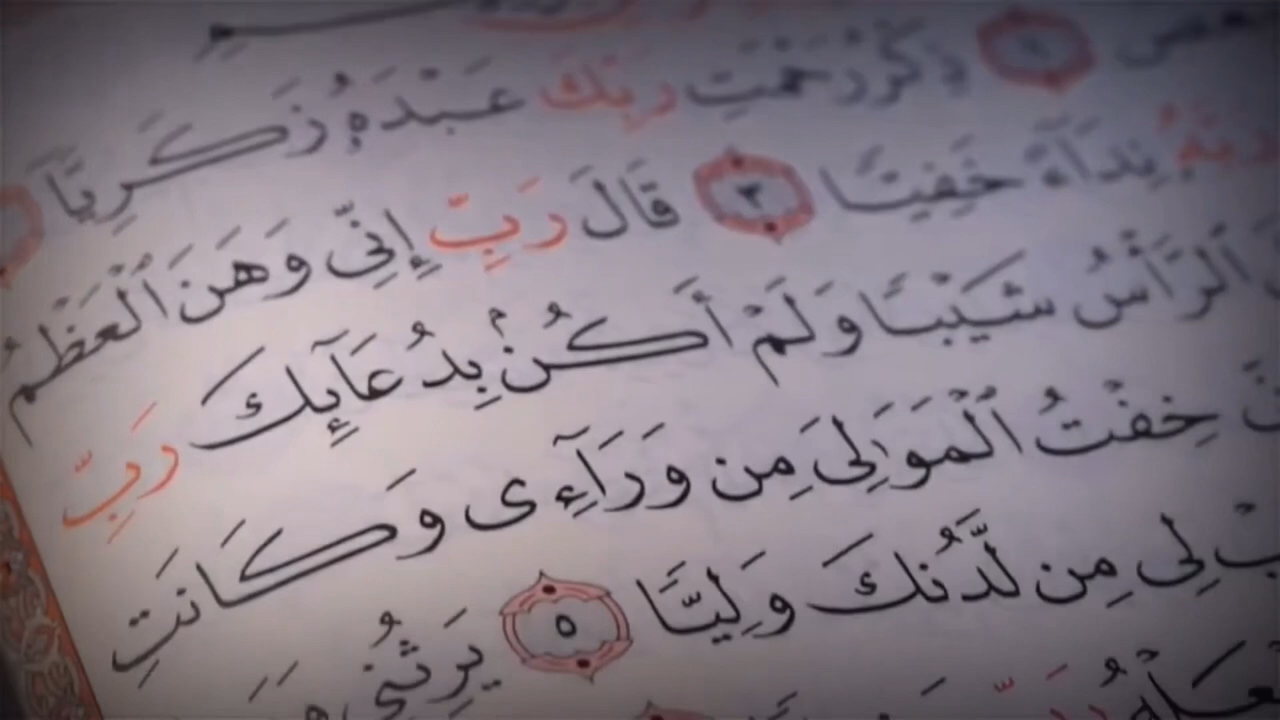 ذِكْرُ رَحْمَتِ رَبِّكَ عَبْدَهُۥ زَكَرِيَّآ
رَبَّهُۥ نِدَآءً خَفِيًّا ٣ قَالَ رَبِّ إِنِّى وَهَنَ ٱلْعَظْمُ
ٱلرَّأْسُ شَيْبًا وَلَمْ أَكُنۢ بِدُعَآئِكَ رَبِّ
خِفْتُ ٱلْمَوَٰلِىَ مِن وَرَآءِى وَكَانَتِ
لِى مِن لَّدُنكَ وَلِيًّا ٥ يَرِثُنِى